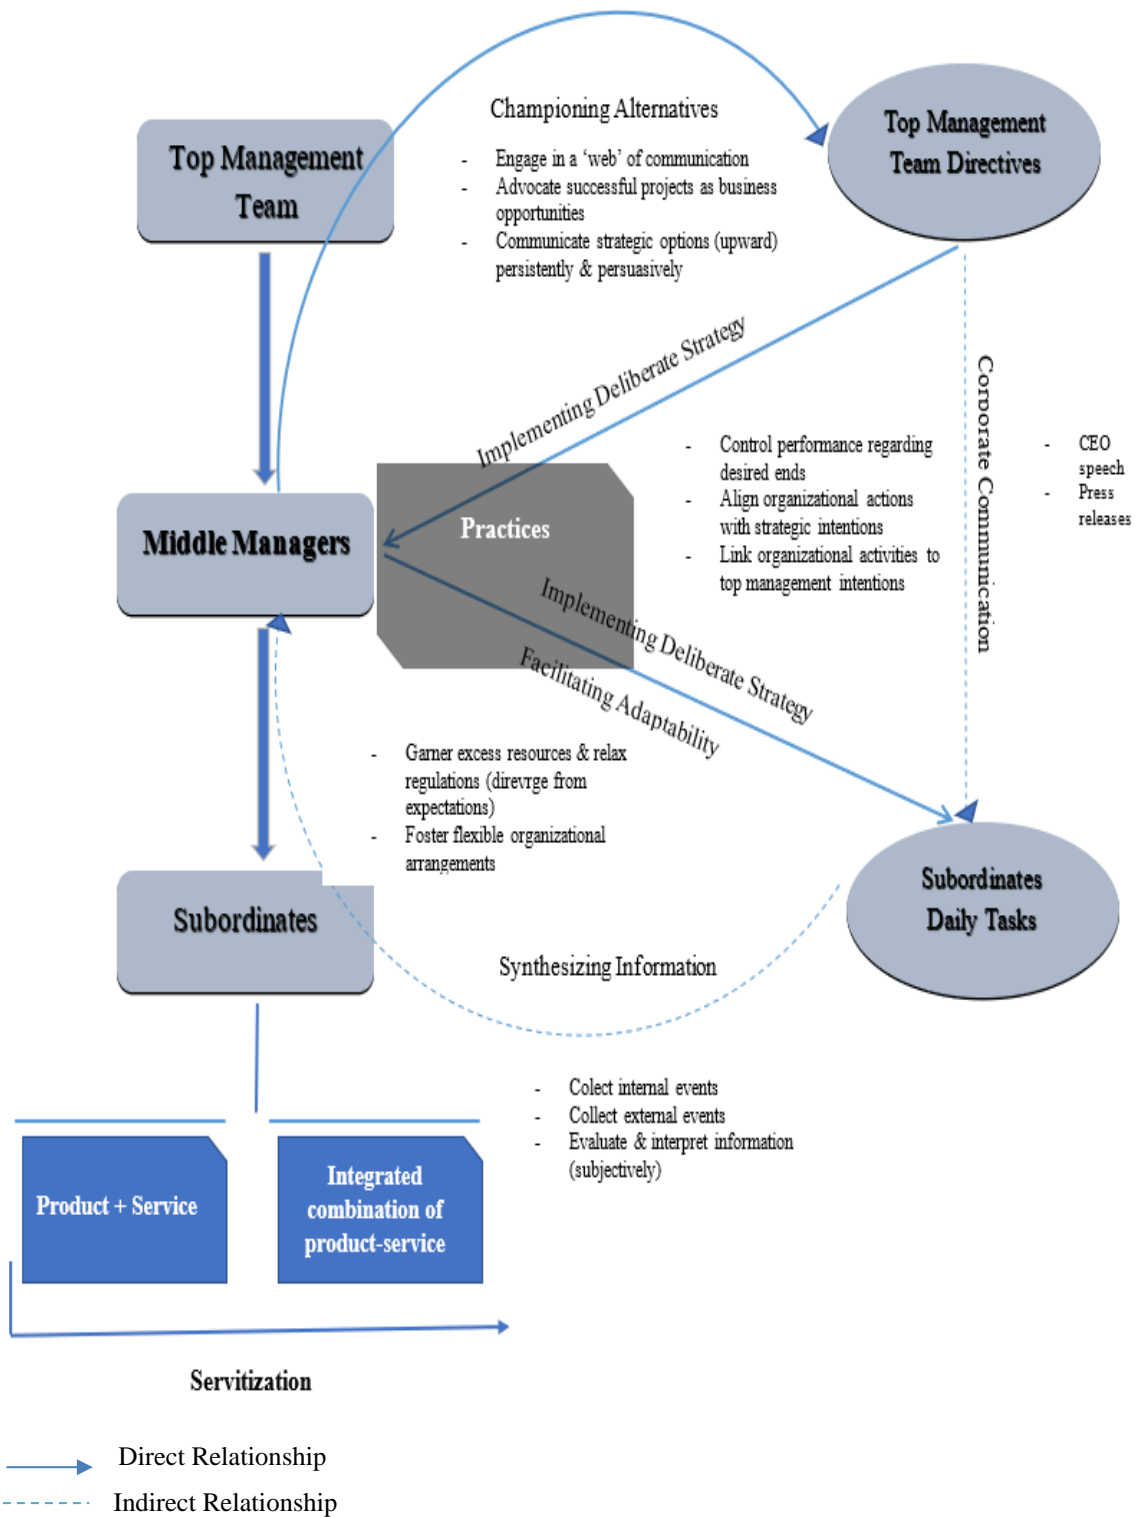 Championing Alternatives
Top Management
Team Directives
Top Management
Team
- Engage in a ‘web’ of communication
- Advocate successful projects as business
opportunities
- Communicate strategic options (upward)
persistently & persuasively
Implementing Deliberate Strategy
Corporate Communication
- Control performance regarding
desired ends
- Align organizational actions
with strategic intentions
- Link organizational activities to
top management intentions
- CEO
speech
- Press
releases
Middle Managers
Practices
Implementing Deliberate Strategy
Facilitating Adaptability
- Garner excess resources & relax
regulations (direvrge from
expectations)
- Foster flexible organizational
arrangements
Subordinates
Subordinates
Daily Tasks
Synthesizing Information
- Colect internal events
- Collect external events
- Evaluate & interpret information
(subjectively)
Product + Service
Integrated
combination of
product-service
Servitization
Direct Relationship
Indirect Relationship